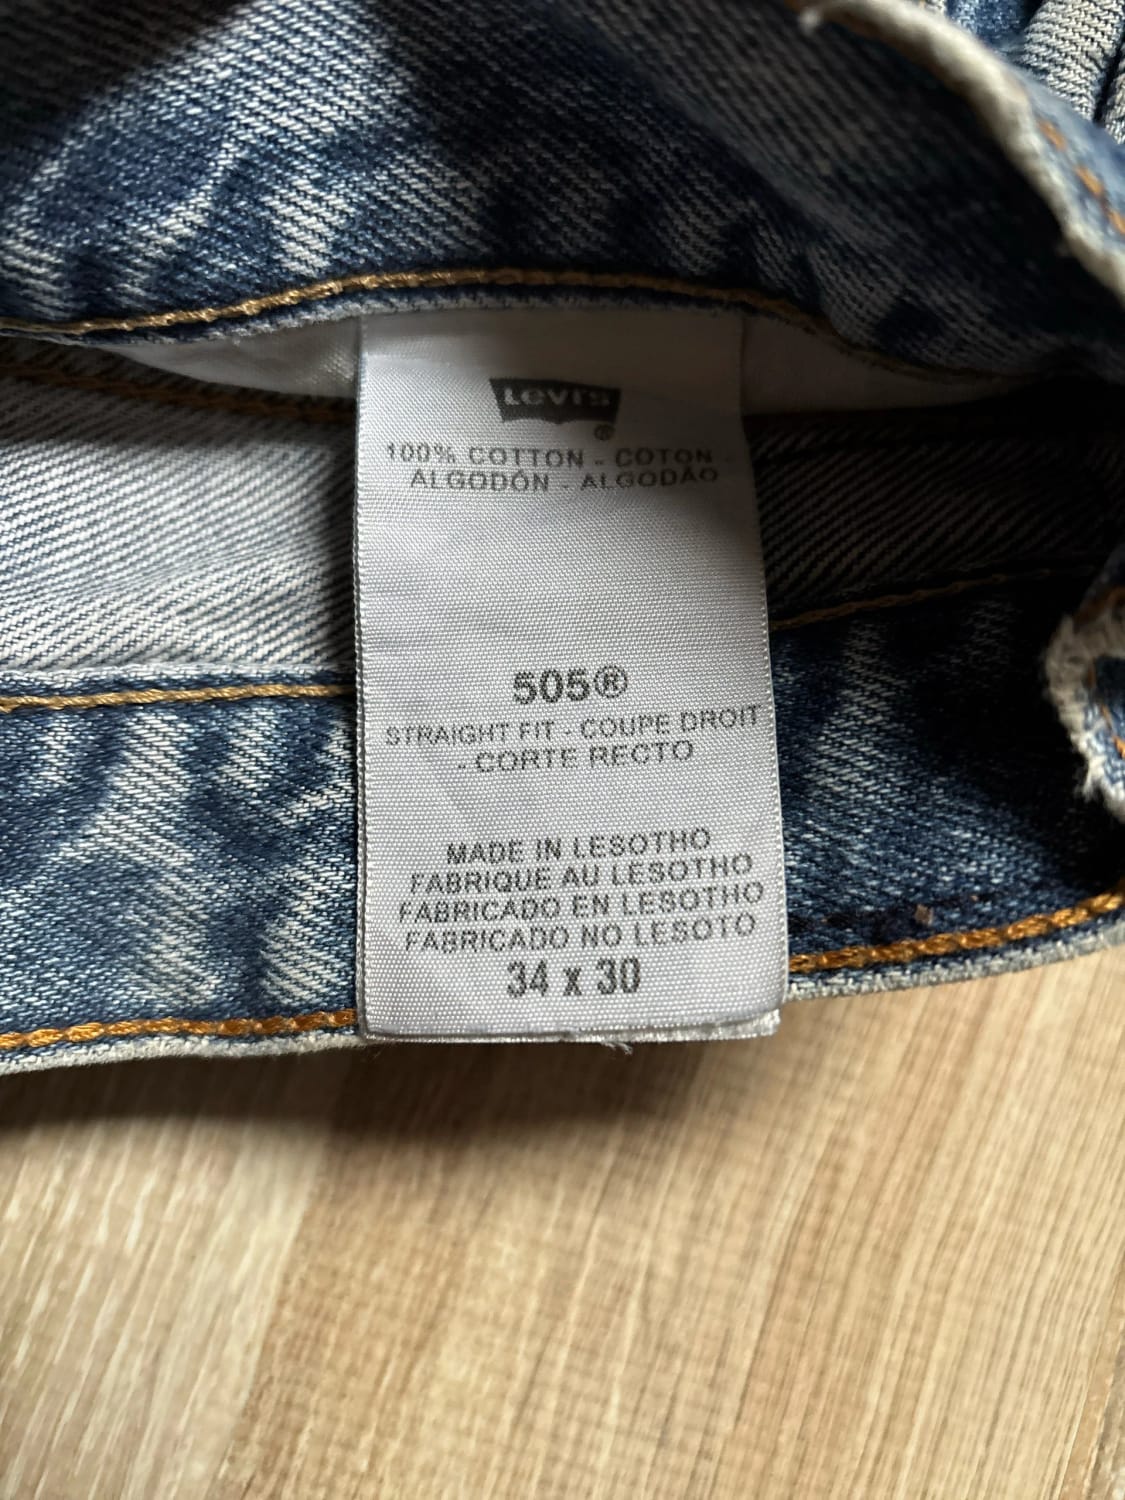 Levi's
®
100% COTTON - COTON -
ALGODÓN - ALGODÃO
505®
STRAIGHT FIT - COUPE DROIT
- CORTE RECTO
MADE IN LESOTHO
FABRIQUE AU LESOTHO
FABRICADO EN LESOTHO
FABRICADO NO LESOTO
34 x 30